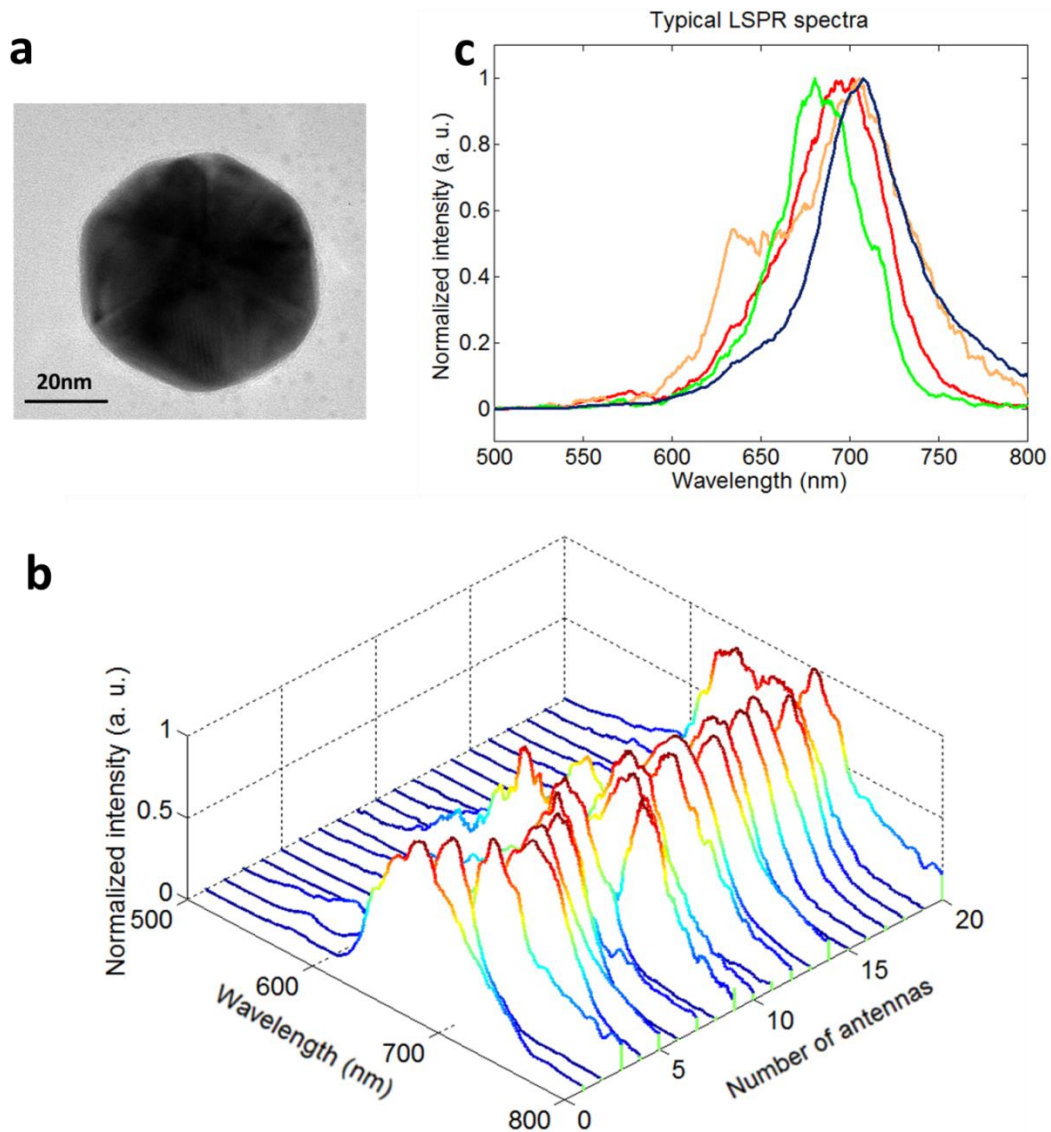 a
20nm
c
Typical LSPR spectra
Normalized intensity (a. u.)
1
0.8
0.6
0.4
0.2
0
500
550
600
650
700
750
800
Wavelength (nm)
b
Normalized intensity (a. u.)
1
0.5
0
500
600
700
800
Wavelength (nm)
0
5
10
15
20
Number of antennas